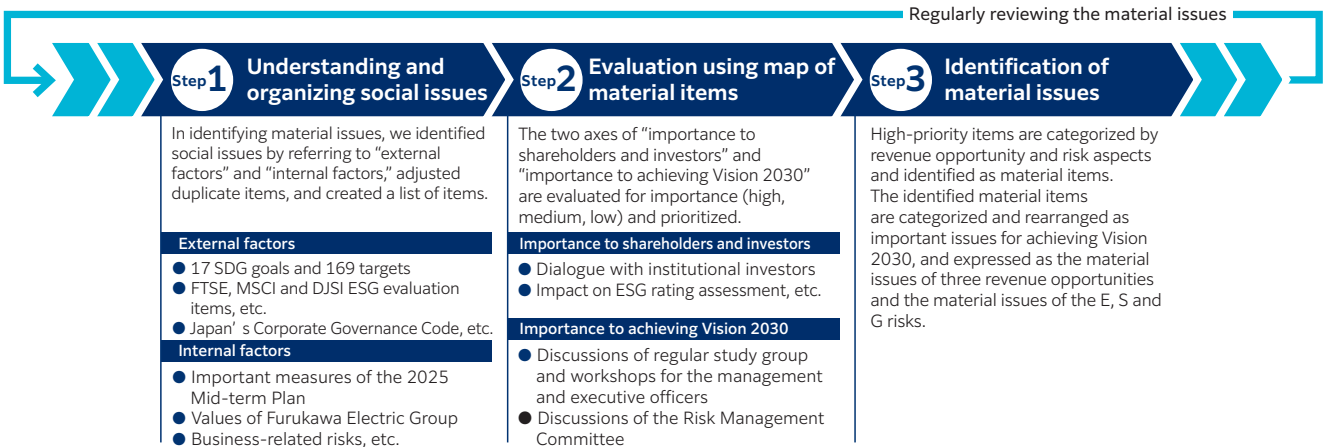 Regularly reviewing the material issues
Step1
Understanding and
organizing social issues
In identifying material issues, we identified
social issues by referring to “external
factors” and “internal factors,” adjusted
duplicate items, and created a list of items.
External factors
● 17 SDG goals and 169 targets
● FTSE, MSCI and DJSI ESG evaluation
items, etc.
● Japan’ s Corporate Governance Code, etc.
Internal factors
● Important measures of the 2025
Mid-term Plan
● Values of Furukawa Electric Group
● Business-related risks, etc.
Step2
Evaluation using map of
material items
The two axes of “importance to
shareholders and investors” and
“importance to achieving Vision 2030”
are evaluated for importance (high,
medium, low) and prioritized.
Importance to shareholders and investors
● Dialogue with institutional investors
● Impact on ESG rating assessment, etc.
Importance to achieving Vision 2030
● Discussions of regular study group
and workshops for the management
and executive officers
● Discussions of the Risk Management
Committee
Step3
Identification of
material issues
High-priority items are categorized by
revenue opportunity and risk aspects
and identified as material items.
The identified material items
are categorized and rearranged as
important issues for achieving Vision
2030, and expressed as the material
issues of three revenue opportunities
and the material issues of the E, S and
G risks.